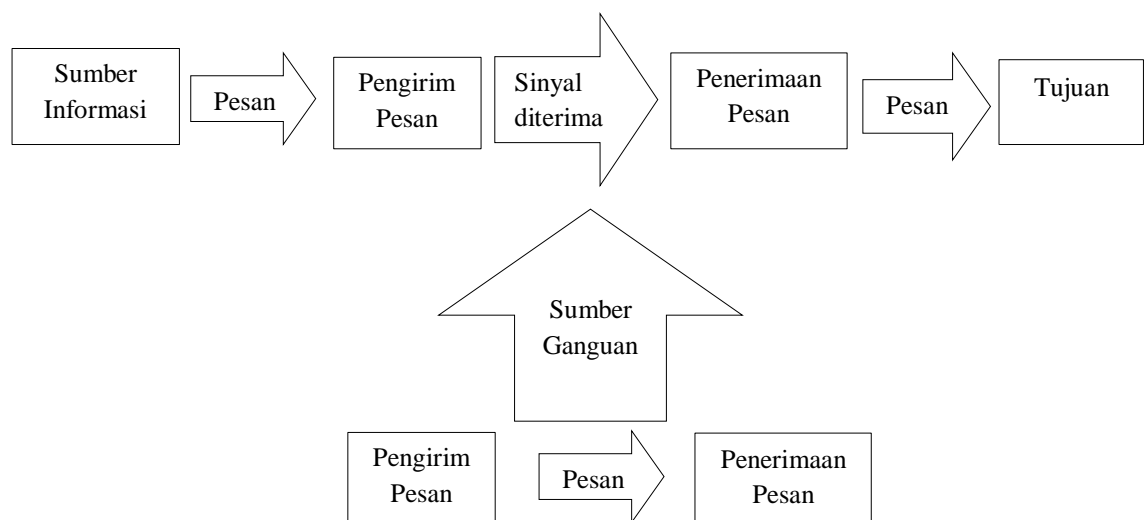 Sumber
Informasi
Pesan
Pengirim
Pesan
Sinyal
diterima
Penerimaan
Pesan
Pesan
Tujuan
Sumber
Ganguan
Pengirim
Pesan
Pesan
Penerimaan
Pesan